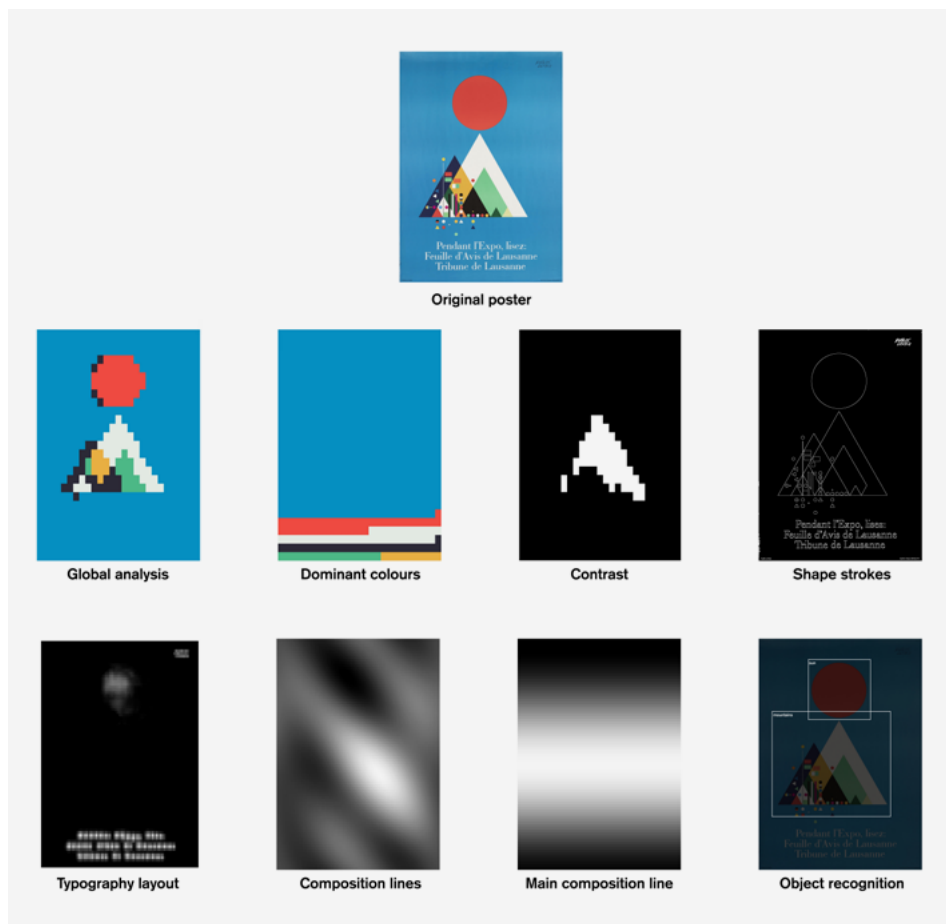 Pendant l'Expo, lisez:
Feuille d'Avis de Lausanne
Tribune de Lausanne
Original poster
Global analysis
Dominant colours
Contrast
Pendant l'Expo, lisez:
Feuille d'Avis de Lausanne
Tribune de Lausanne
Shape strokes
Typography layout
Composition lines
Main composition line
sun
mountains
Pendant l'Expo, lisez
Feuille d'Avis de Lausanne
Tribune de Lausanne
Object recognition